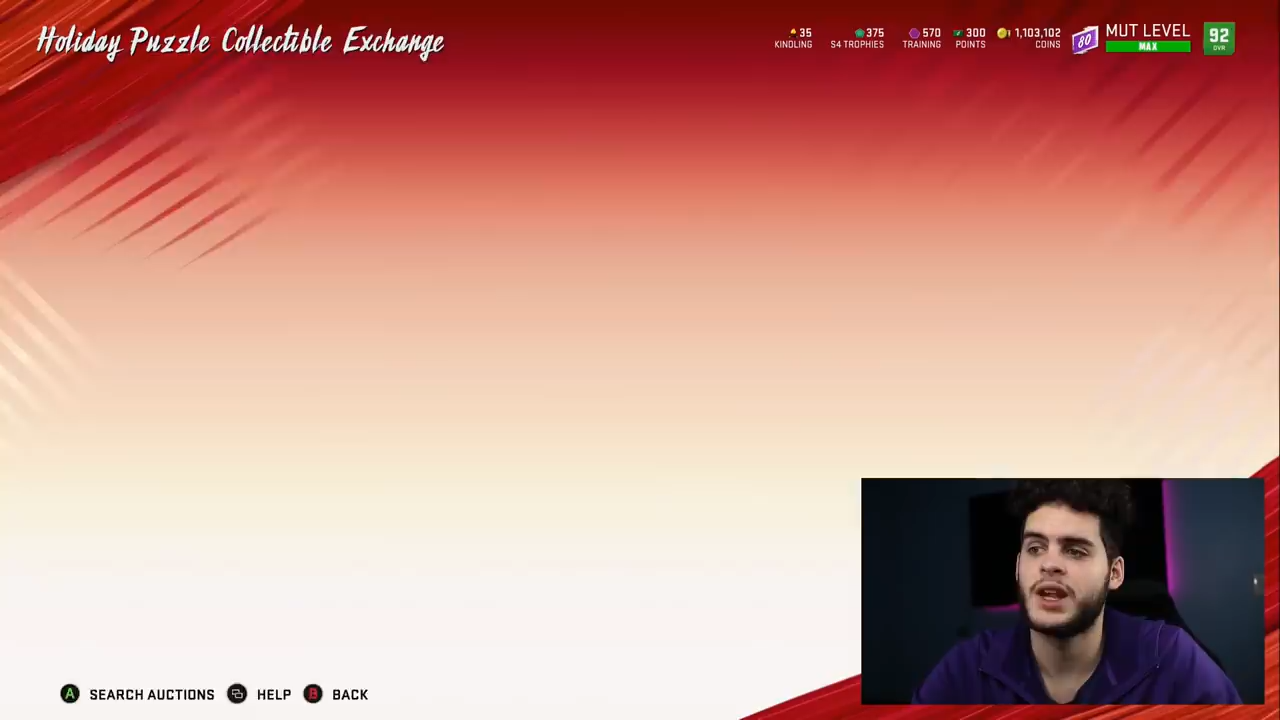 Holiday Puzzle Collectible Exchange
35
KINDLING
375
S4 TROPHIES
570
TRAINING
300
POINTS
1,103,102
COINS
80
MUT LEVEL
MAX
92
OVR
A SEARCH AUCTIONS HELP B BACK